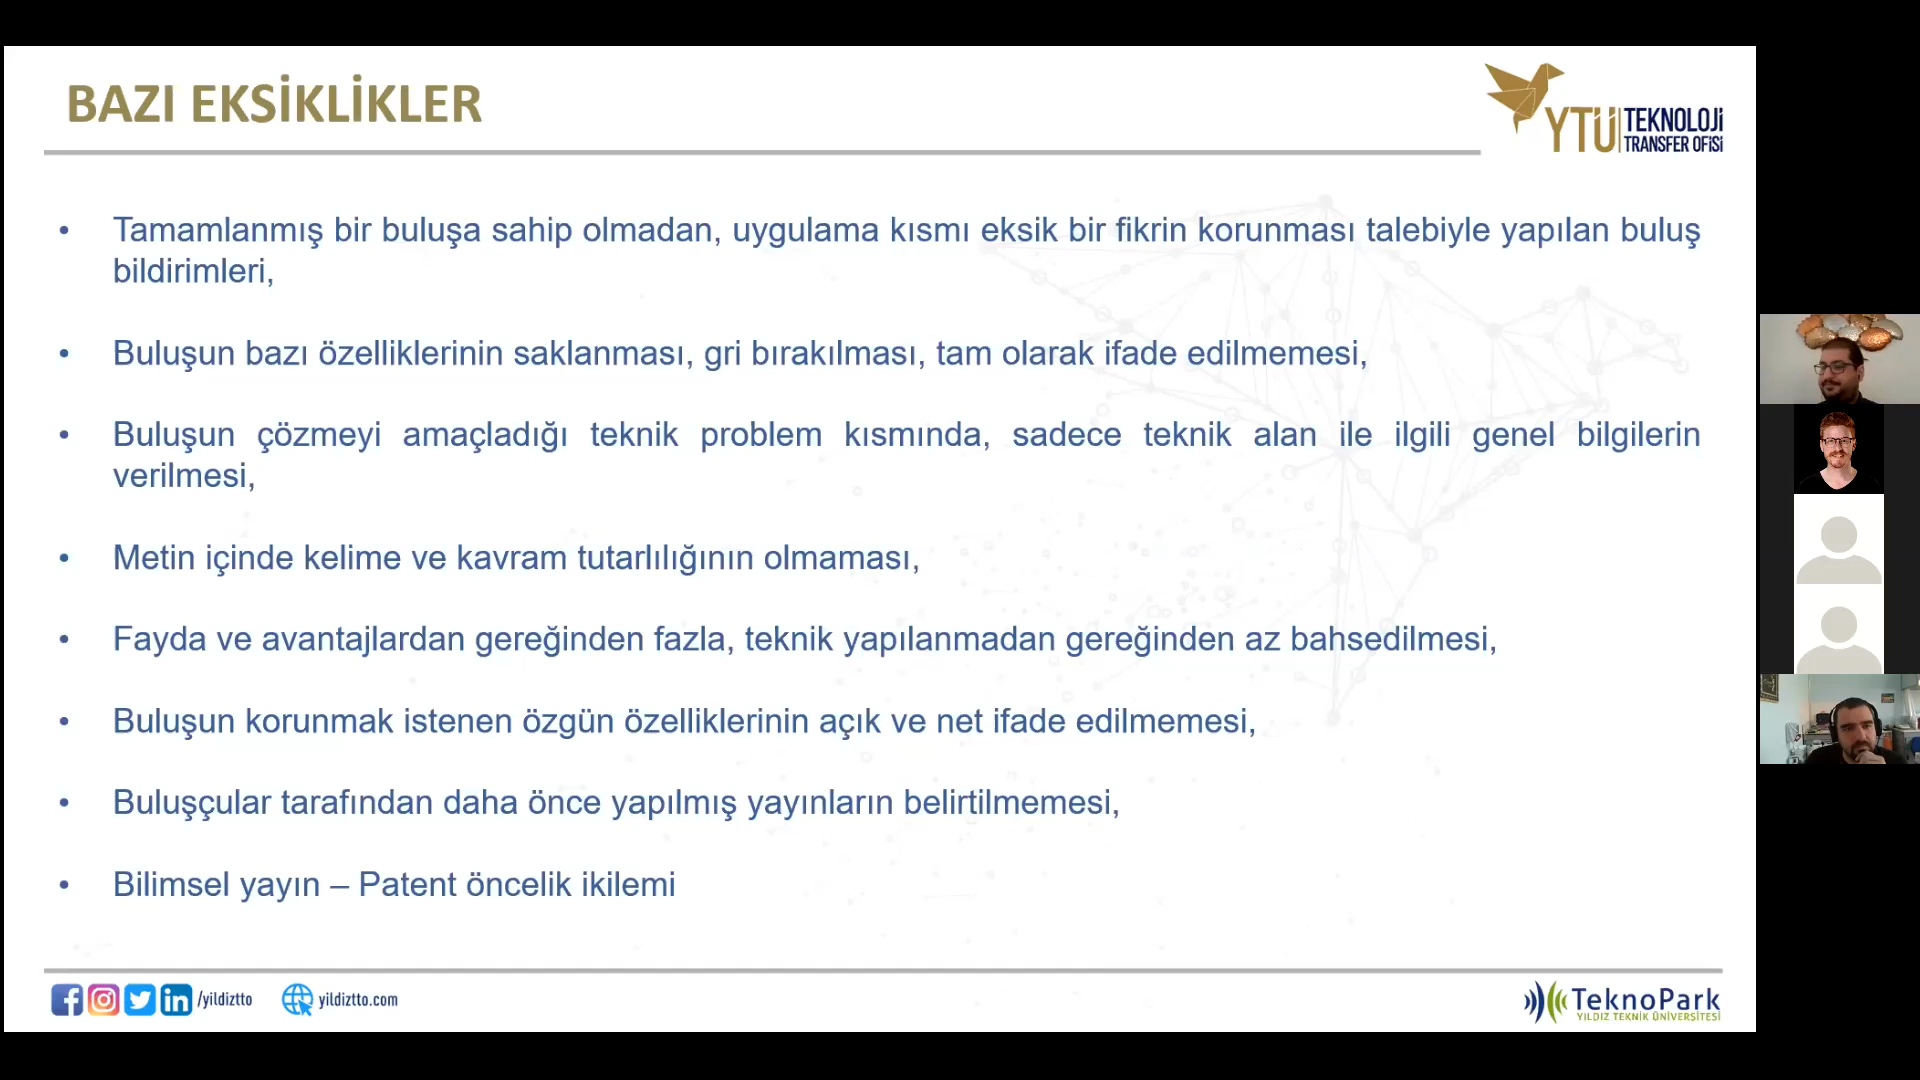 BAZI EKSİKLİKLER
YTÜ TEKNOLOJİ
TRANSFER OFİSİ
• Tamamlanmış bir buluşa sahip olmadan, uygulama kısmı eksik bir fikrin korunması talebiyle yapılan buluş
bildirimleri,
• Buluşun bazı özelliklerinin saklanması, gri bırakılması, tam olarak ifade edilmemesi,
• Buluşun çözmeyi amaçladığı teknik problem kısmında, sadece teknik alan ile ilgili genel bilgilerin
verilmesi,
• Metin içinde kelime ve kavram tutarlılığının olmaması,
• Fayda ve avantajlardan gereğinden fazla, teknik yapılanmadan gereğinden az bahsedilmesi,
• Buluşun korunmak istenen özgün özelliklerinin açık ve net ifade edilmemesi,
• Buluşçular tarafından daha önce yapılmış yayınların belirtilmemesi,
• Bilimsel yayın – Patent öncelik ikilemi
/yildiztto yildiztto.com
TeknoPark
YILDIZ TEKNİK ÜNİVERSİTESİ